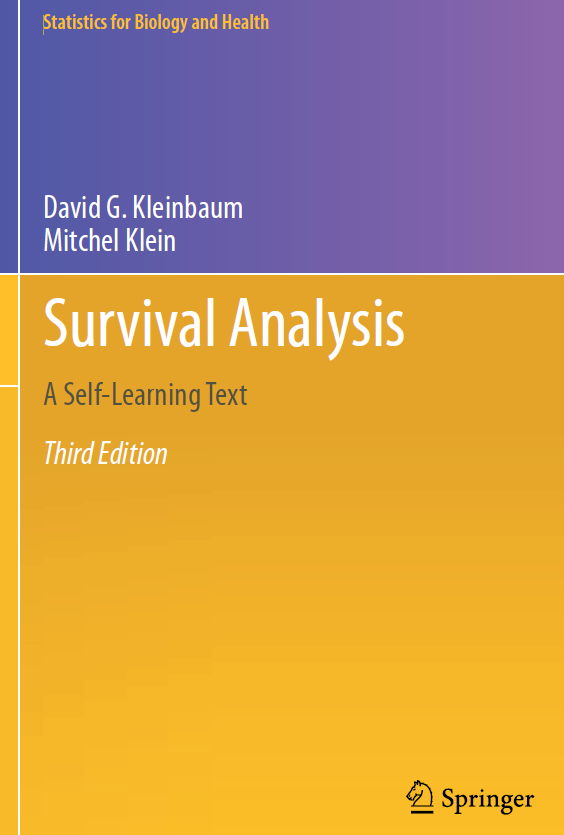 Statistics for Biology and Health
David G. Kleinbaum
Mitchel Klein
Survival Analysis
A Self-Learning Text
Third Edition
Springer